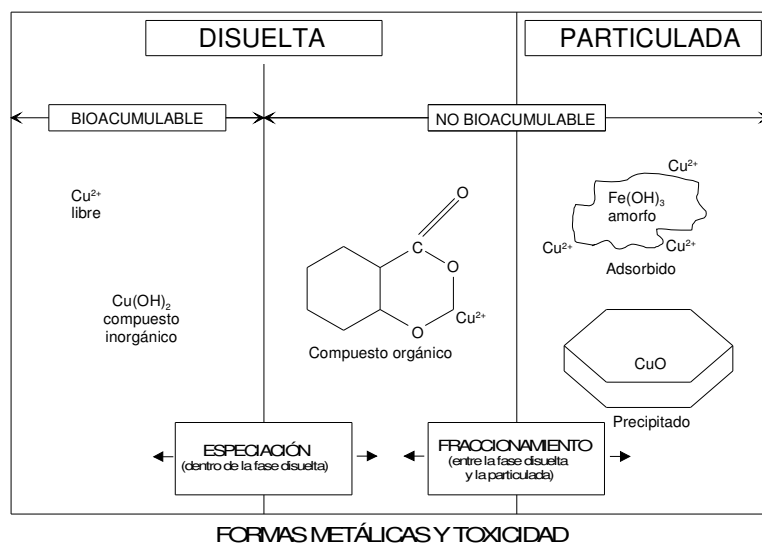 DISUELTA
PARTICULADA
BIOACUMULABLE
NO BIOACUMULABLE
Cu²⁺
libre
Cu(OH)₂
compuesto
inorgánico
O
C
O
O
Cu²⁺
Compuesto orgánico
Cu²⁺
Fe(OH)₃
amorfo
Cu²⁺
Cu²⁺
Adsorbido
CuO
Precipitado
ESPECIACIÓN
(dentro de la fase disuelta)
FRACCIONAMIENTO
(entre la fase disuelta
y la particulada)
FORMAS METÁLICAS Y TOXICIDAD